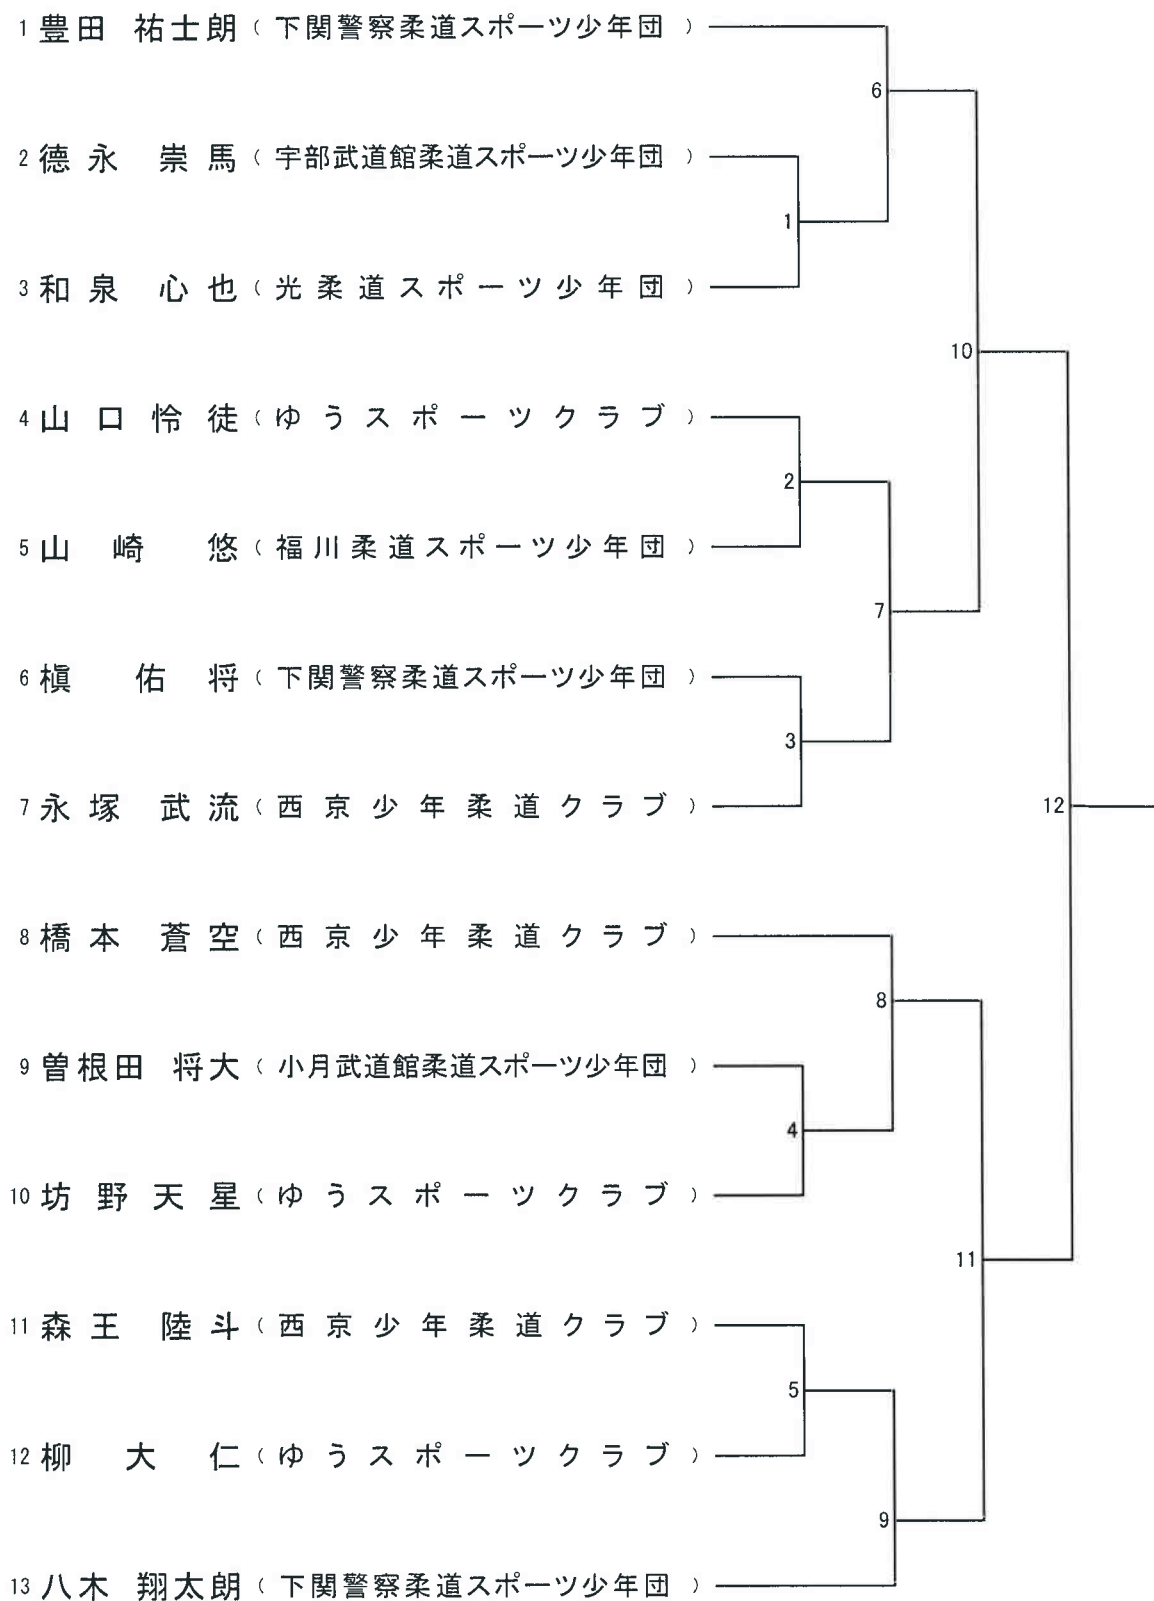 1 豊田 祐士朗 （ 下関警察柔道スポーツ少年団 ）
6
2 德永 崇馬 （ 宇部武道館柔道スポーツ少年団 ）
1
3 和泉 心也 （ 光柔道スポーツ少年団 ）
10
4 山口怜徒 （ ゆうスポーツクラブ ）
2
5 山崎 悠 （ 福川柔道スポーツ少年団 ）
7
6 槇 佑将 （ 下関警察柔道スポーツ少年団 ）
3
7 永塚 武流 （ 西京少年柔道クラブ ）
12
8 橋本 蒼空 （ 西京少年柔道クラブ ）
8
9 曽根田 将大 （ 小月武道館柔道スポーツ少年団 ）
4
10 坊野天星 （ ゆうスポーツクラブ ）
11
11 森王 陸斗 （ 西京少年柔道クラブ ）
5
12 柳 大仁 （ ゆうスポーツクラブ ）
9
13 八木 翔太朗 （ 下関警察柔道スポーツ少年団 ）